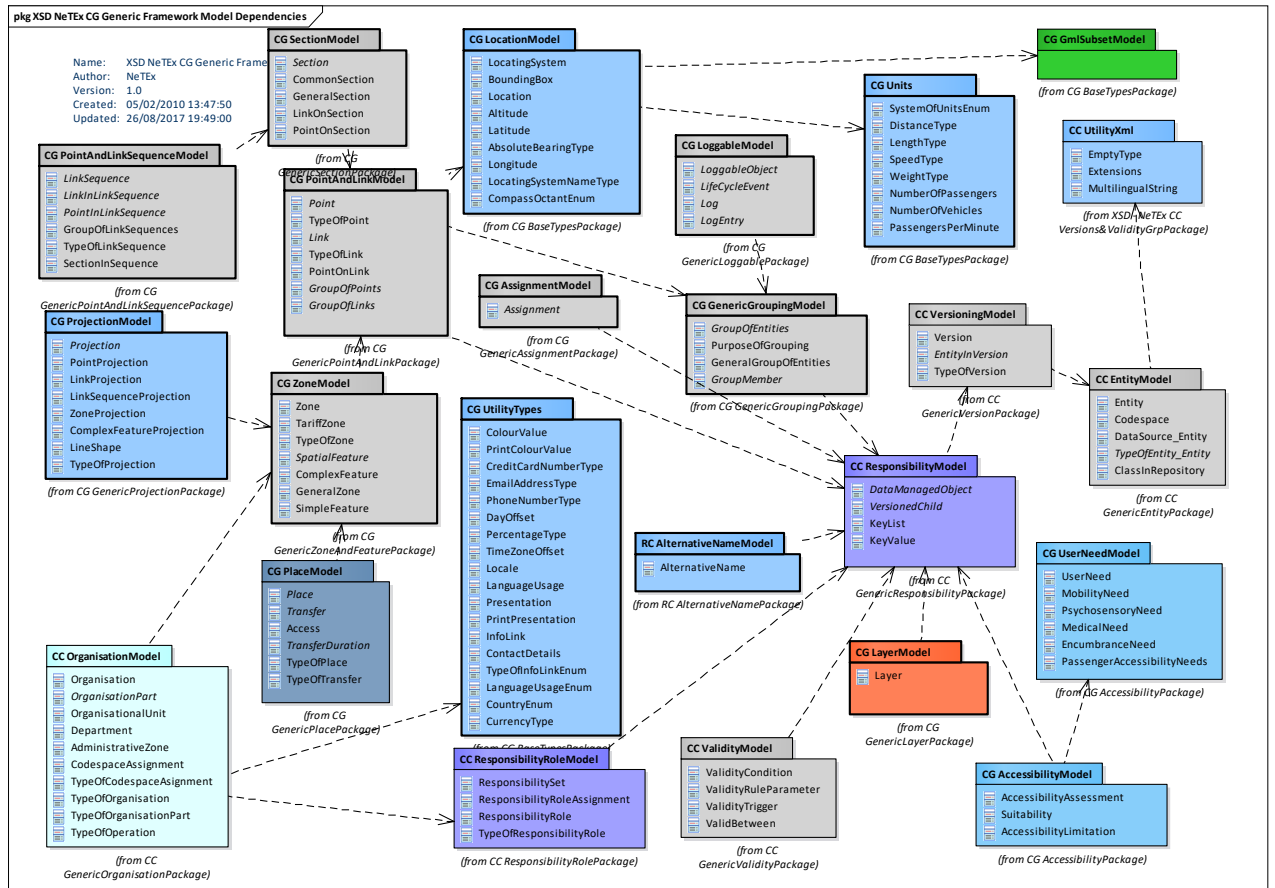 pkg XSD NeTEx CG Generic Framework Model Dependencies
Name: XSD NeTEx CG Generic Frame
Author: NeTEx
Version: 1.0
Created: 05/02/2010 13:47:50
Updated: 26/08/2017 19:49:00
CG SectionModel
Section
CommonSection
GeneralSection
LinkOnSection
PointOnSection
(from CG
GenericSectionPackage)
CG LocationModel
LocatingSystem
BoundingBox
Location
Altitude
Latitude
AbsoluteBearingType
Longitude
LocatingSystemNameType
CompassOctantEnum
(from CG BaseTypesPackage)
CG GmlSubsetModel
(from CG BaseTypesPackage)
CG Units
SystemOfUnitsEnum
DistanceType
LengthType
SpeedType
WeightType
NumberOfPassengers
NumberOfVehicles
PassengersPerMinute
(from CG BaseTypesPackage)
CC UtilityXml
EmptyType
Extensions
MultilingualString
(from XSD NeTEx CC
Versions&ValidityGrpPackage)
CG PointAndLinkSequenceModel
LinkSequence
LinkInLinkSequence
PointInLinkSequence
GroupOfLinkSequences
TypeOfLinkSequence
SectionInSequence
(from CG
GenericPointAndLinkSequencePackage)
CG PointAndLinkModel
Point
TypeOfPoint
Link
TypeOfLink
PointOnLink
GroupOfPoints
GroupOfLinks
(from CG
GenericPointAndLinkPackage)
CG LoggableModel
LoggableObject
LifeCycleEvent
Log
LogEntry
(from CG
GenericLoggablePackage)
CG AssignmentModel
Assignment
(from CG
GenericAssignmentPackage)
CG GenericGroupingModel
GroupOfEntities
PurposeOfGrouping
GeneralGroupOfEntities
GroupMember
(from CG GenericGroupingPackage)
CC VersioningModel
Version
EntityInVersion
TypeOfVersion
(from CC
GenericVersionPackage)
CC EntityModel
Entity
Codespace
DataSource_Entity
TypeOfEntity_Entity
ClassInRepository
(from CC
GenericEntityPackage)
CG ProjectionModel
Projection
PointProjection
LinkProjection
LinkSequenceProjection
ZoneProjection
ComplexFeatureProjection
LineShape
TypeOfProjection
(from CG GenericProjectionPackage)
CG ZoneModel
Zone
TariffZone
TypeOfZone
SpatialFeature
ComplexFeature
GeneralZone
SimpleFeature
(from CG
GenericZoneAndFeaturePackage)
CG UtilityTypes
ColourValue
PrintColourValue
CreditCardNumberType
EmailAddressType
PhoneNumberType
DayOffset
PercentageType
TimeZoneOffset
Locale
LanguageUsage
Presentation
PrintPresentation
InfoLink
ContactDetails
TypeOfInfoLinkEnum
LanguageUsageEnum
CountryEnum
CurrencyType
(from CG BaseTypesPackage)
CC ResponsibilityModel
DataManagedObject
VersionedChild
KeyList
KeyValue
(from CC
GenericResponsibilityPackage)
RC AlternativeNameModel
AlternativeName
(from RC AlternativeNamePackage)
CG UserNeedModel
UserNeed
MobilityNeed
PsychosensoryNeed
MedicalNeed
EncumbranceNeed
PassengerAccessibilityNeeds
(from CG AccessibilityPackage)
CG PlaceModel
Place
Transfer
Access
TransferDuration
TypeOfPlace
TypeOfTransfer
(from CG
GenericPlacePackage)
CC OrganisationModel
Organisation
OrganisationPart
OrganisationalUnit
Department
AdministrativeZone
CodespaceAssignment
TypeOfCodespaceAsignment
TypeOfOrganisation
TypeOfOrganisationPart
TypeOfOperation
(from CC
GenericOrganisationPackage)
CG LayerModel
Layer
(from CG
GenericLayerPackage)
CC ResponsibilityRoleModel
ResponsibilitySet
ResponsibilityRoleAssignment
ResponsibilityRole
TypeOfResponsibilityRole
(from CC ResponsibilityRolePackage)
CC ValidityModel
ValidityCondition
ValidityRuleParameter
ValidityTrigger
ValidBetween
(from CC
GenericValidityPackage)
CG AccessibilityModel
AccessibilityAssessment
Suitability
AccessibilityLimitation
(from CG AccessibilityPackage)